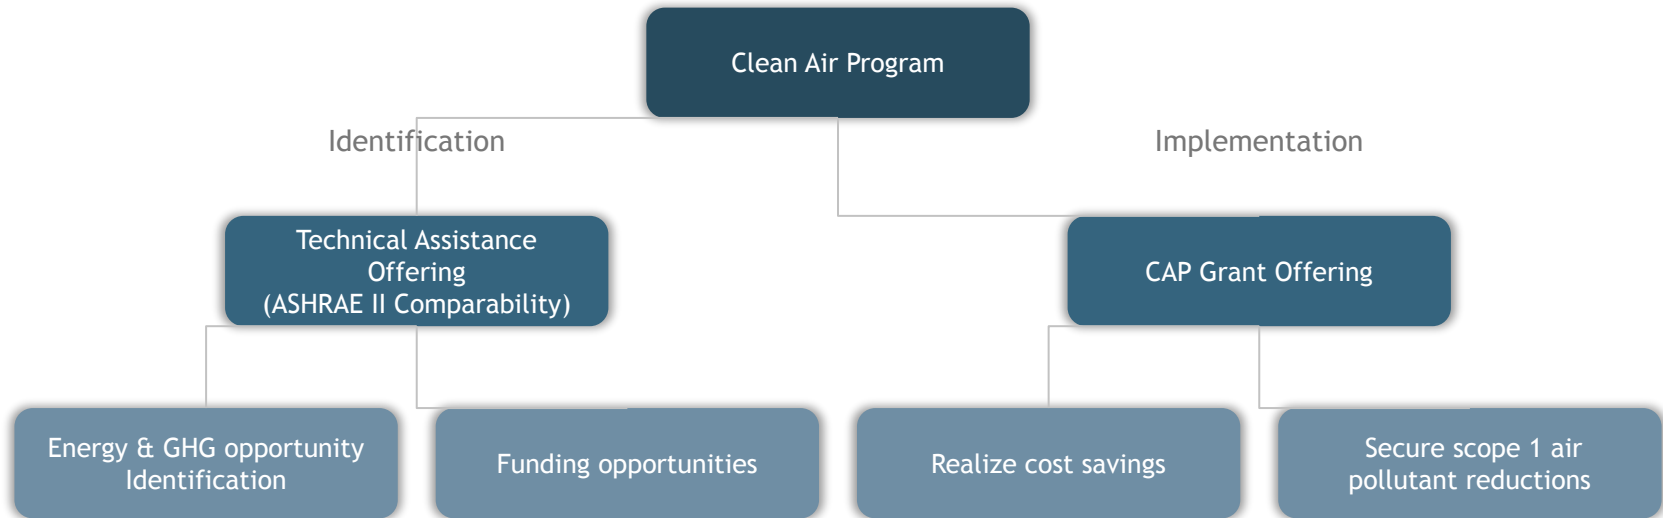 Clean Air Program
Identification
Implementation
Technical Assistance
Offering
(ASHRAE II Comparability)
CAP Grant Offering
Energy & GHG opportunity
Identification
Funding opportunities
Realize cost savings
Secure scope 1 air
pollutant reductions